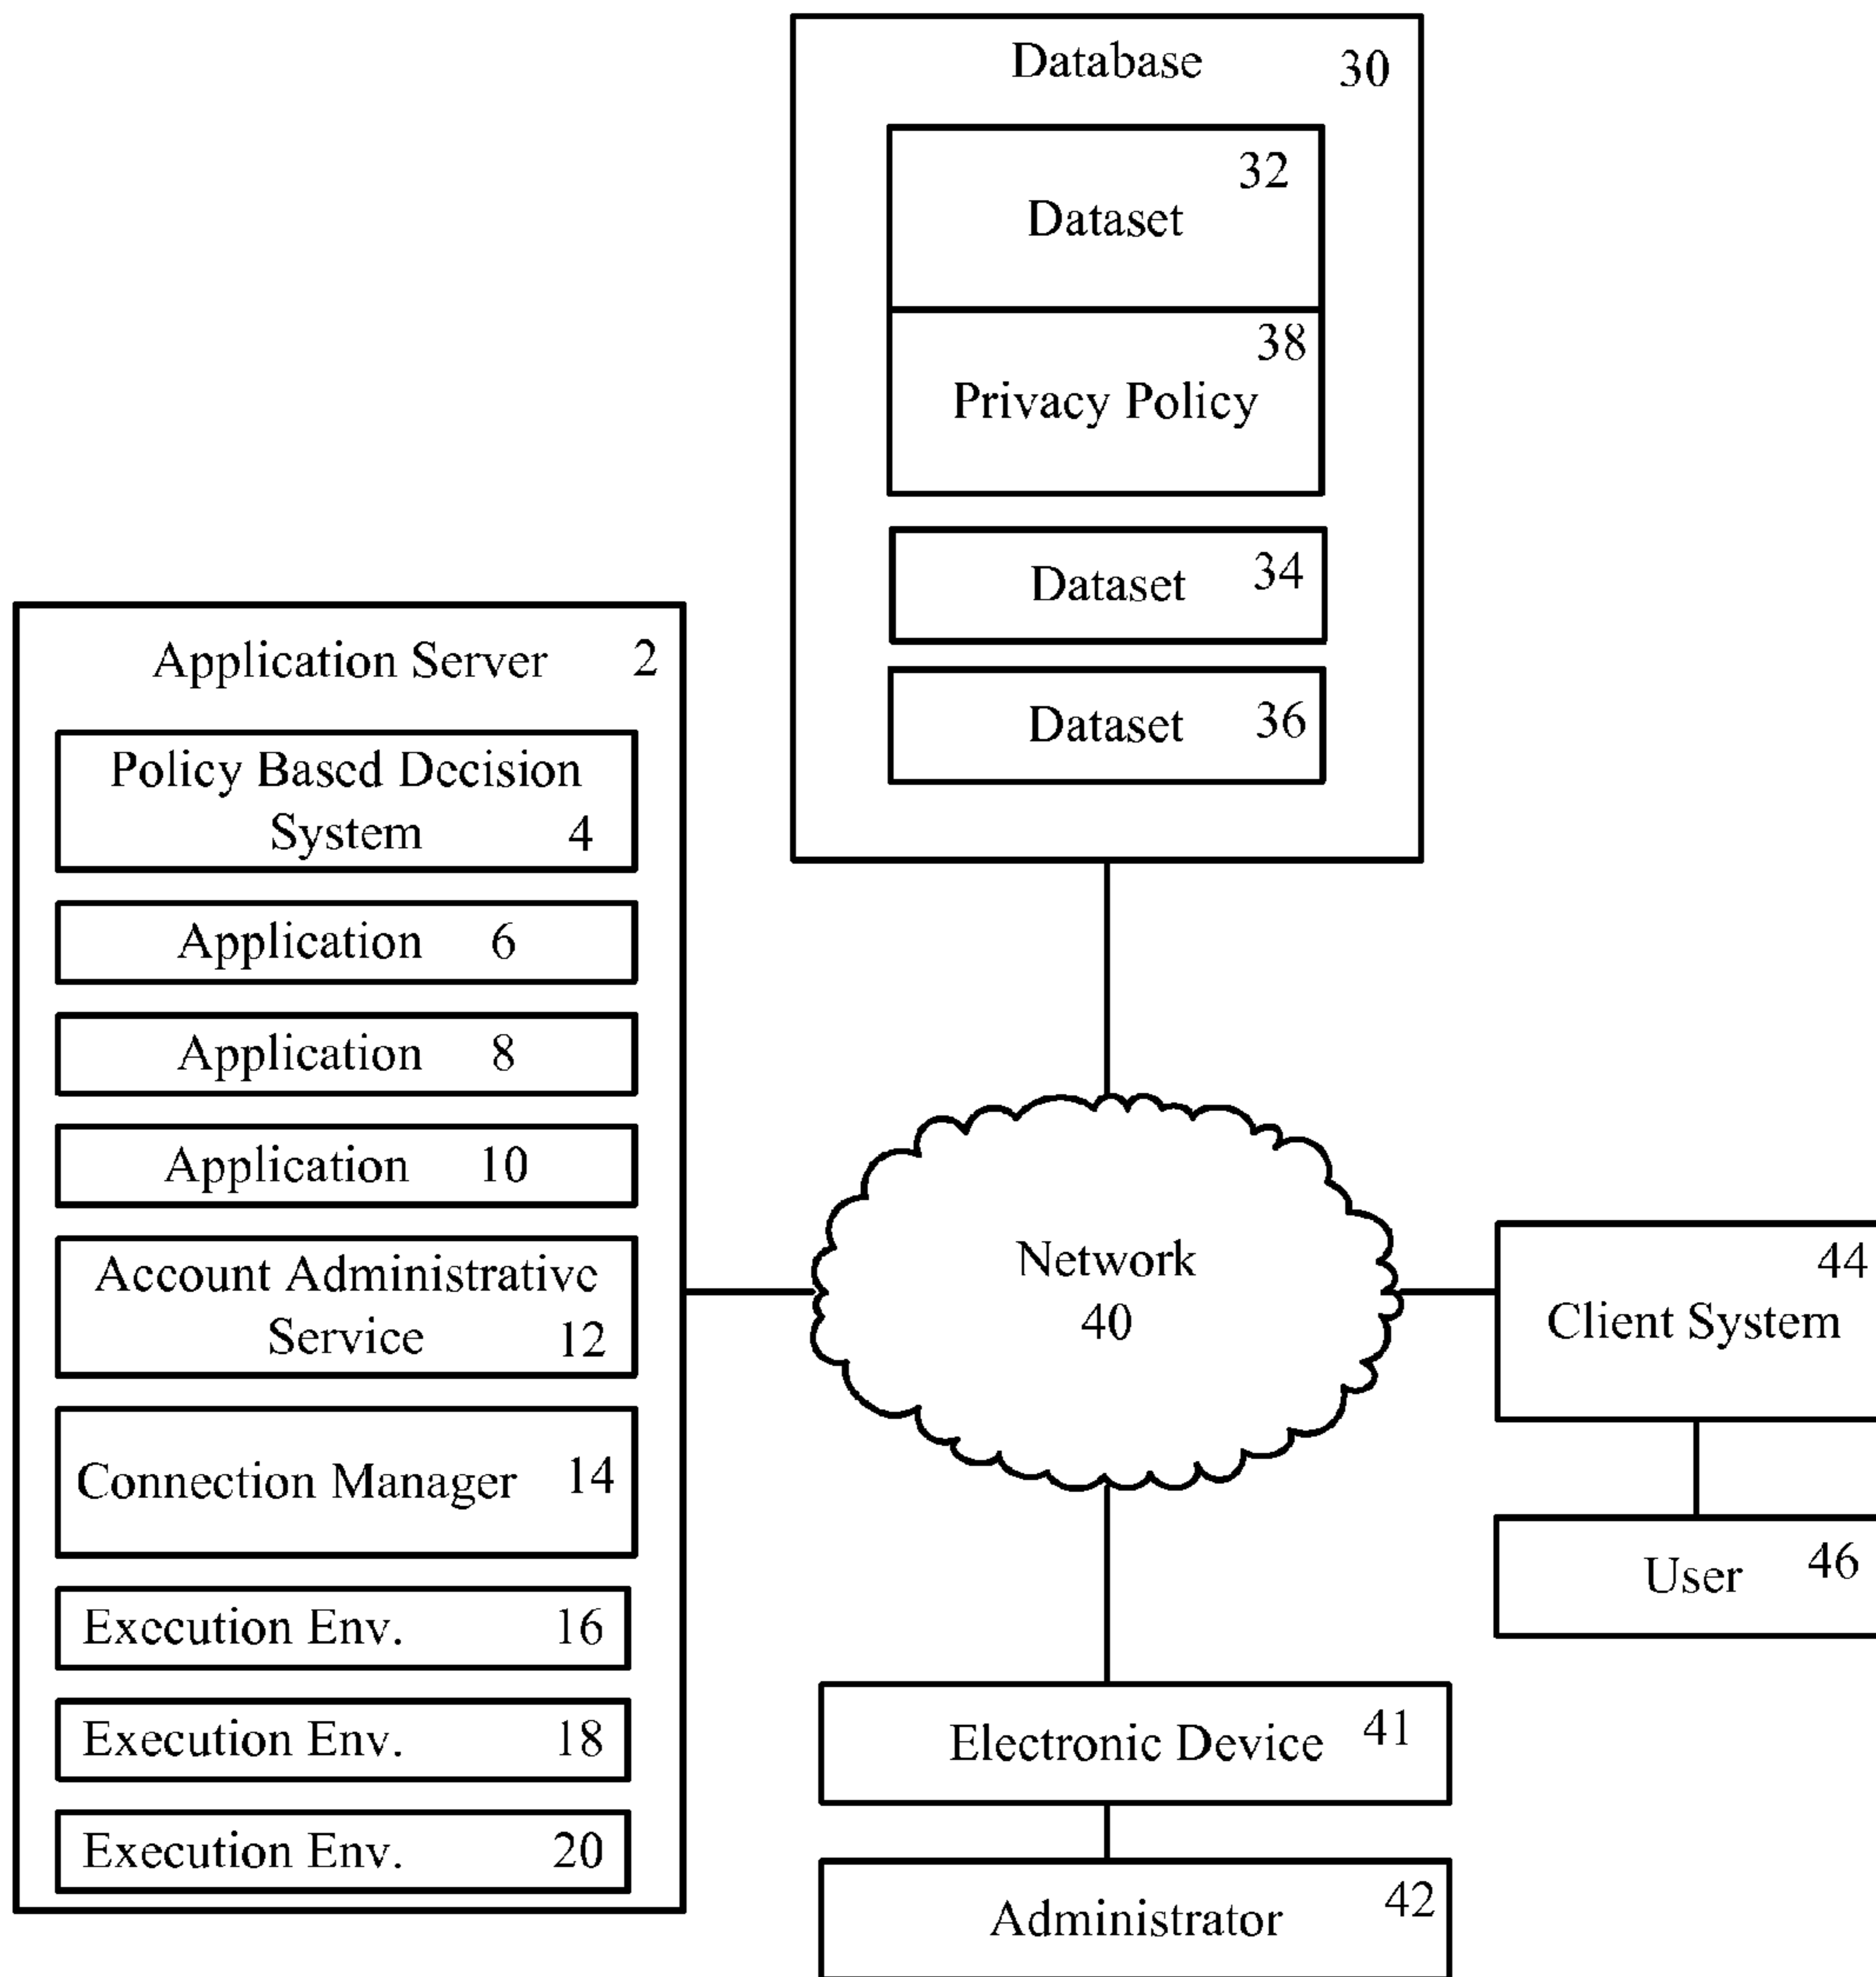 Database 30
32
Dataset
38
Privacy Policy
Dataset 34
Dataset 36
Application Server 2
Policy Based Decision
System 4
Application 6
Application 8
Application 10
Account Administrative
Service 12
Connection Manager 14
Execution Env. 16
Execution Env. 18
Execution Env. 20
Network
40
44
Client System
User 46
Electronic Device 41
Administrator 42